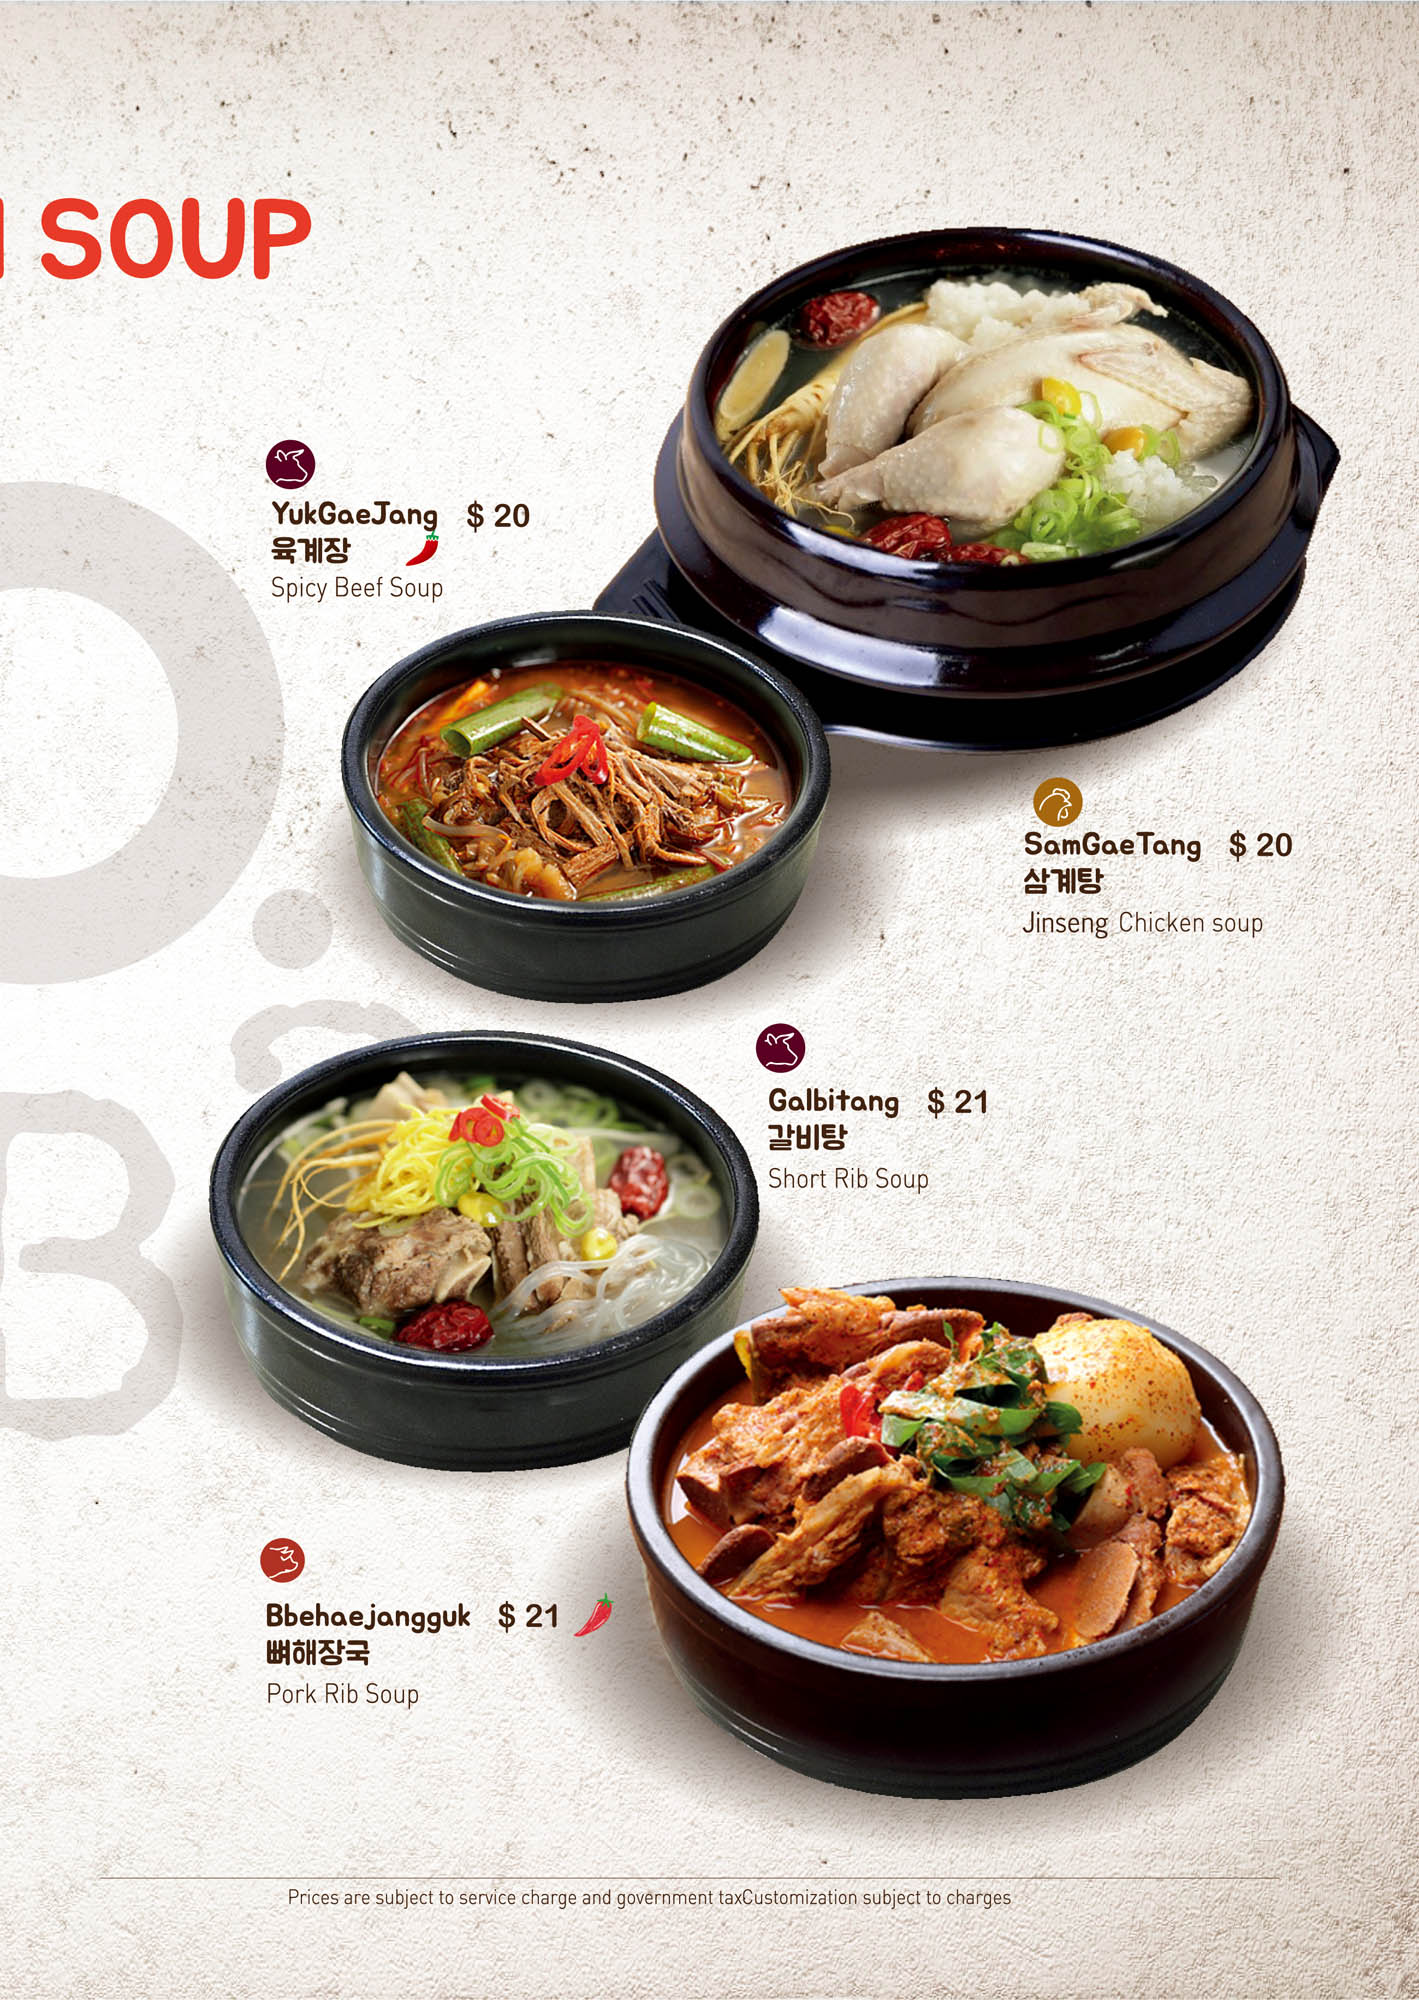 SOUP
YukGaeJang $ 20
육계장
Spicy Beef Soup
SamGaeTang $ 20
삼계탕
Jinseng Chicken soup
Galbitang $ 21
갈비탕
Short Rib Soup
Bbehaejangguk $ 21
뼈해장국
Pork Rib Soup
Prices are subject to service charge and government taxCustomization subject to charges